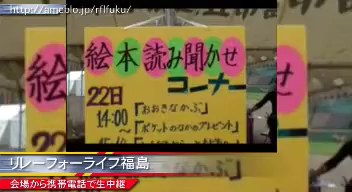 http://ameblo.jp/rflfuku/
絵本読み聞かせ
コーナー
22日
14:00 「おおきなかぶ」
～「ポケットのなかのプレゼント」
リレーフォーライフ福島
会場から携帯電話で生中継